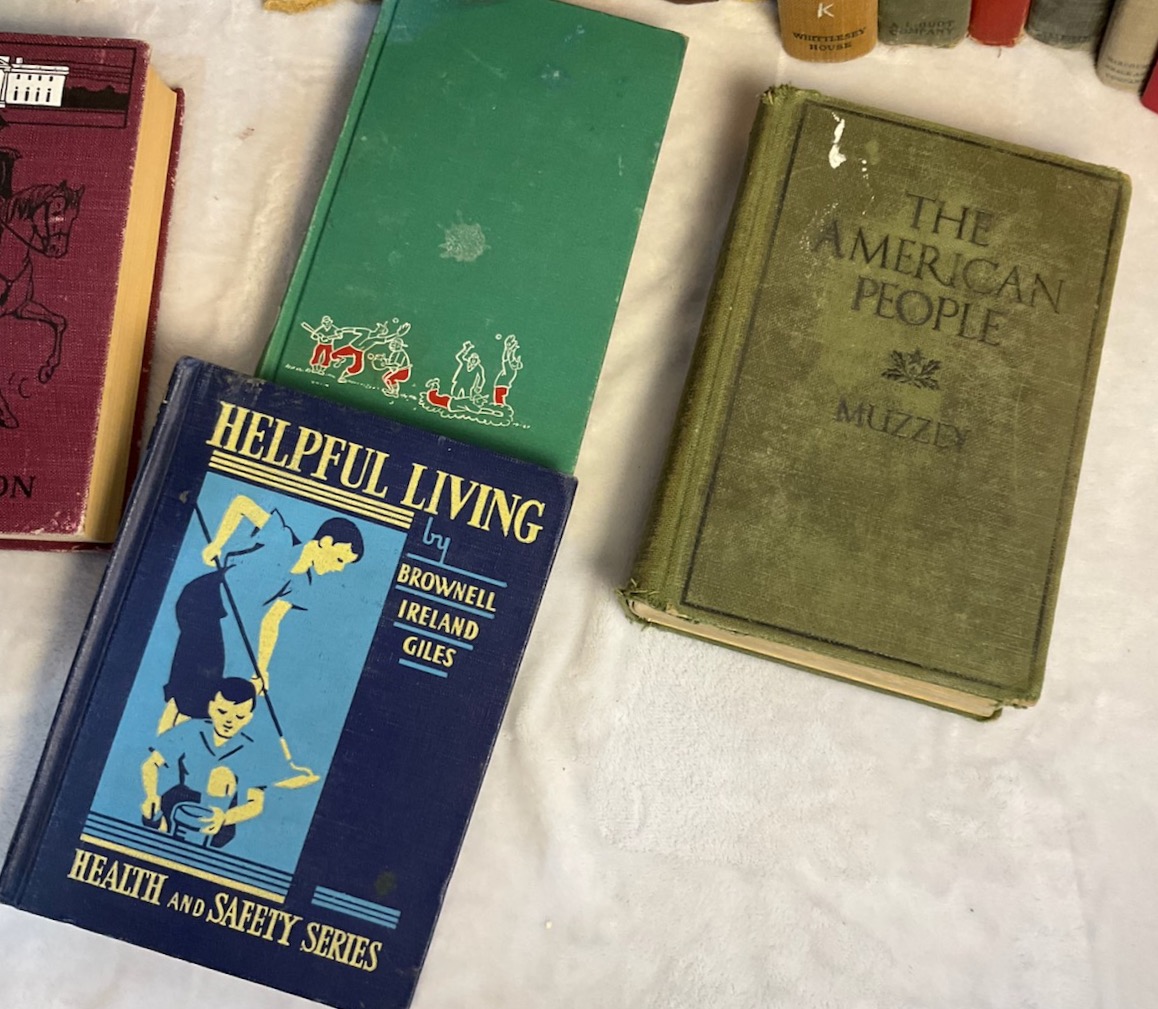 K
WHITTLESEY
HOUSE
COMPANY
ON
THE
AMERICAN
PEOPLE
MUZZEY
HELPFUL LIVING
by
BROWNELL
IRELAND
GILES
HEALTH AND SAFETY SERIES